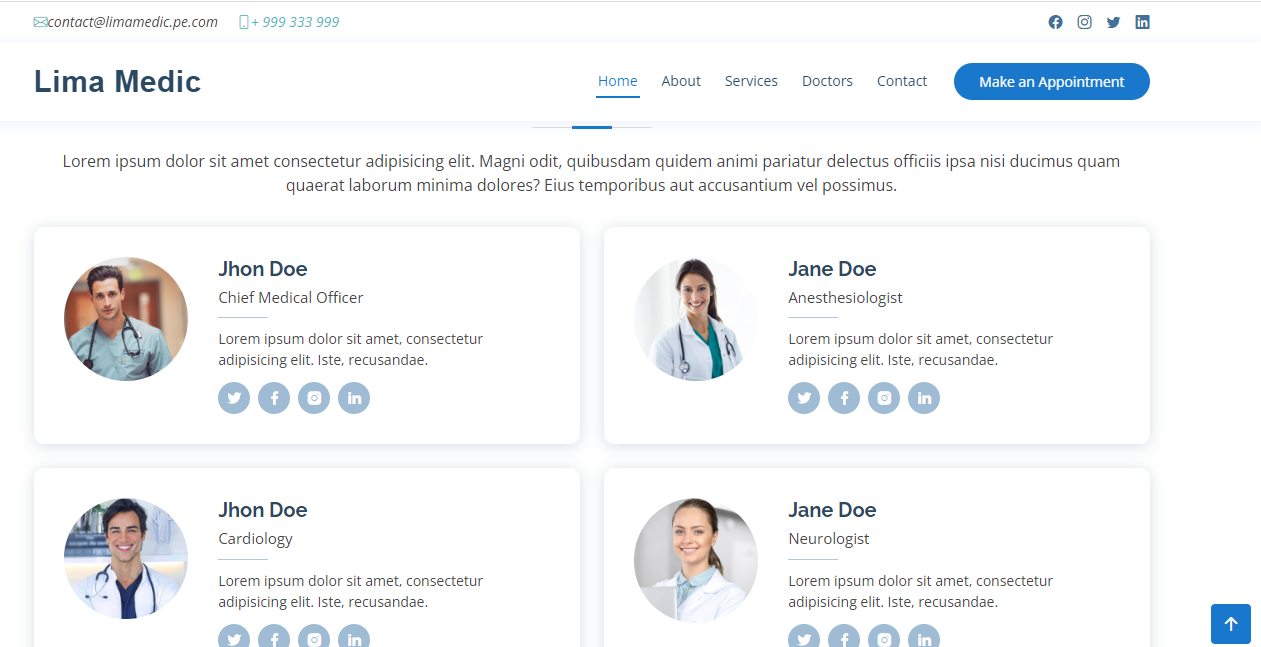 contact@limamedic.pe.com + 999 333 999
Lima Medic Home About Services Doctors Contact Make an Appointment
Lorem ipsum dolor sit amet consectetur adipisicing elit. Magni odit, quibusdam quidem animi pariatur delectus officiis ipsa nisi ducimus quam
quaerat laborum minima dolores? Eius temporibus aut accusantium vel possimus.
Jhon Doe
Chief Medical Officer
Lorem ipsum dolor sit amet, consectetur
adipisicing elit. Iste, recusandae.
Jane Doe
Anesthesiologist
Lorem ipsum dolor sit amet, consectetur
adipisicing elit. Iste, recusandae.
Jhon Doe
Cardiology
Lorem ipsum dolor sit amet, consectetur
adipisicing elit. Iste, recusandae.
Jane Doe
Neurologist
Lorem ipsum dolor sit amet, consectetur
adipisicing elit. Iste, recusandae.